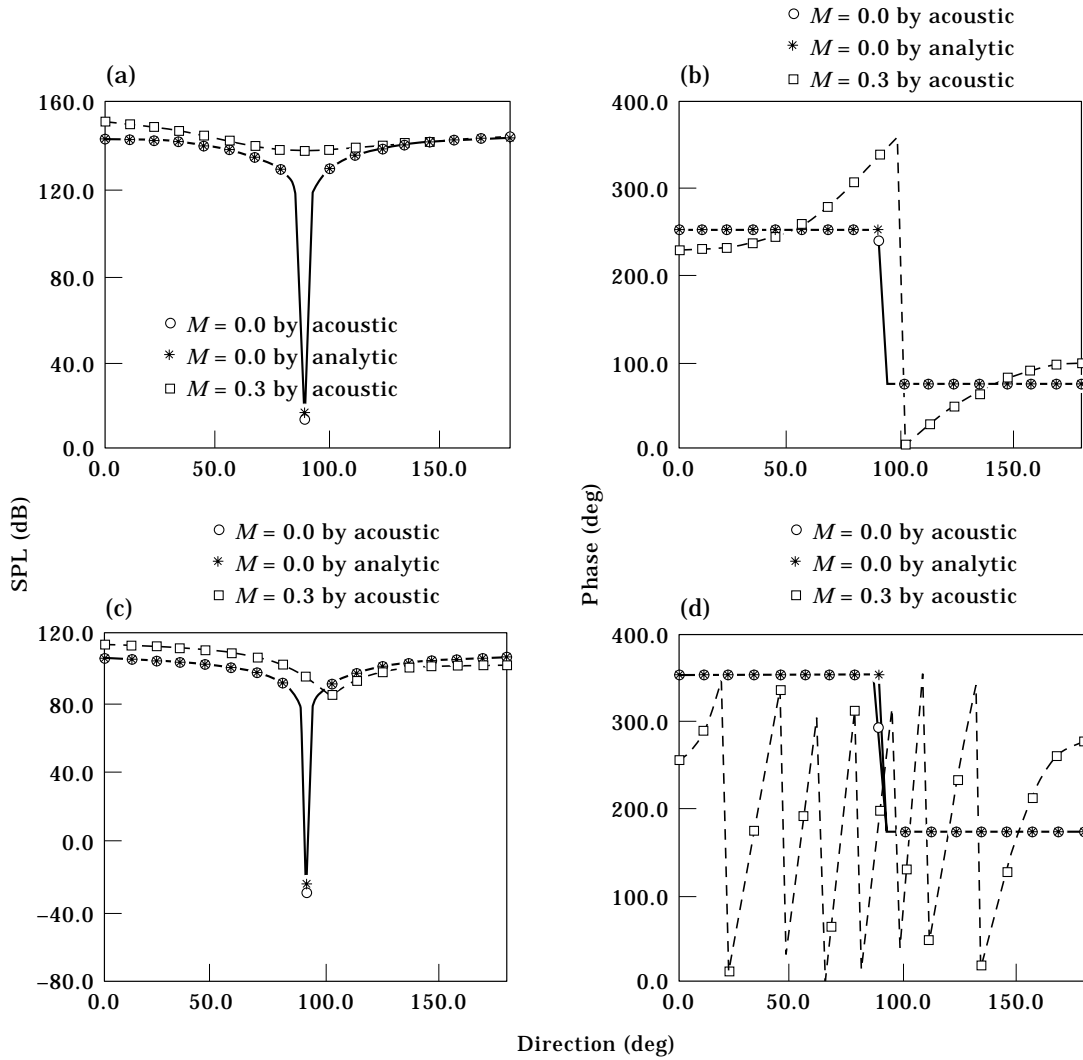 M = 0.0 by acoustic
M = 0.0 by analytic
M = 0.3 by acoustic
(a)
160.0
120.0
80.0
40.0
0.0
M = 0.0 by acoustic
M = 0.0 by analytic
M = 0.3 by acoustic
0.0 50.0 100.0 150.0
(b)
400.0
300.0
200.0
100.0
0.0
0.0 50.0 100.0 150.0
SPL (dB)
Phase (deg)
M = 0.0 by acoustic
M = 0.0 by analytic
M = 0.3 by acoustic
(c)
120.0
80.0
40.0
0.0
−40.0
−80.0
0.0 50.0 100.0 150.0
M = 0.0 by acoustic
M = 0.0 by analytic
M = 0.3 by acoustic
(d)
400.0
300.0
200.0
100.0
0.0
0.0 50.0 100.0 150.0
Direction (deg)